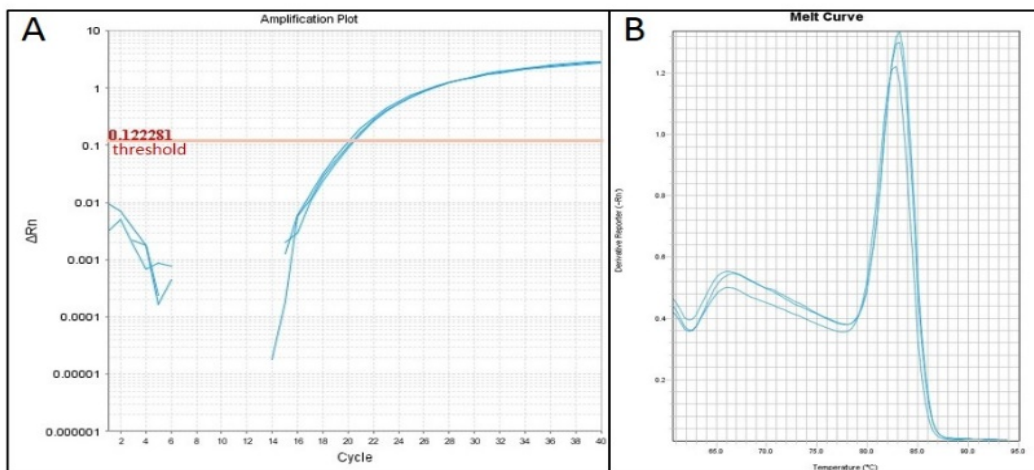 A
Amplification Plot
10
1
0.122281
0.1
threshold
0.01
ΔRn
0.001
0.0001
0.00001
0.000001
2 4 6 8 10 12 14 16 18 20 22 24 26 28 30 32 34 36 38 40
Cycle
B
Melt Curve
1.2
1.0
0.8
Derivative Reporter (-Rn)
0.6
0.4
0.2
65.0 70.0 75.0 80.0 85.0 90.0 95.0
Temperature (°C)